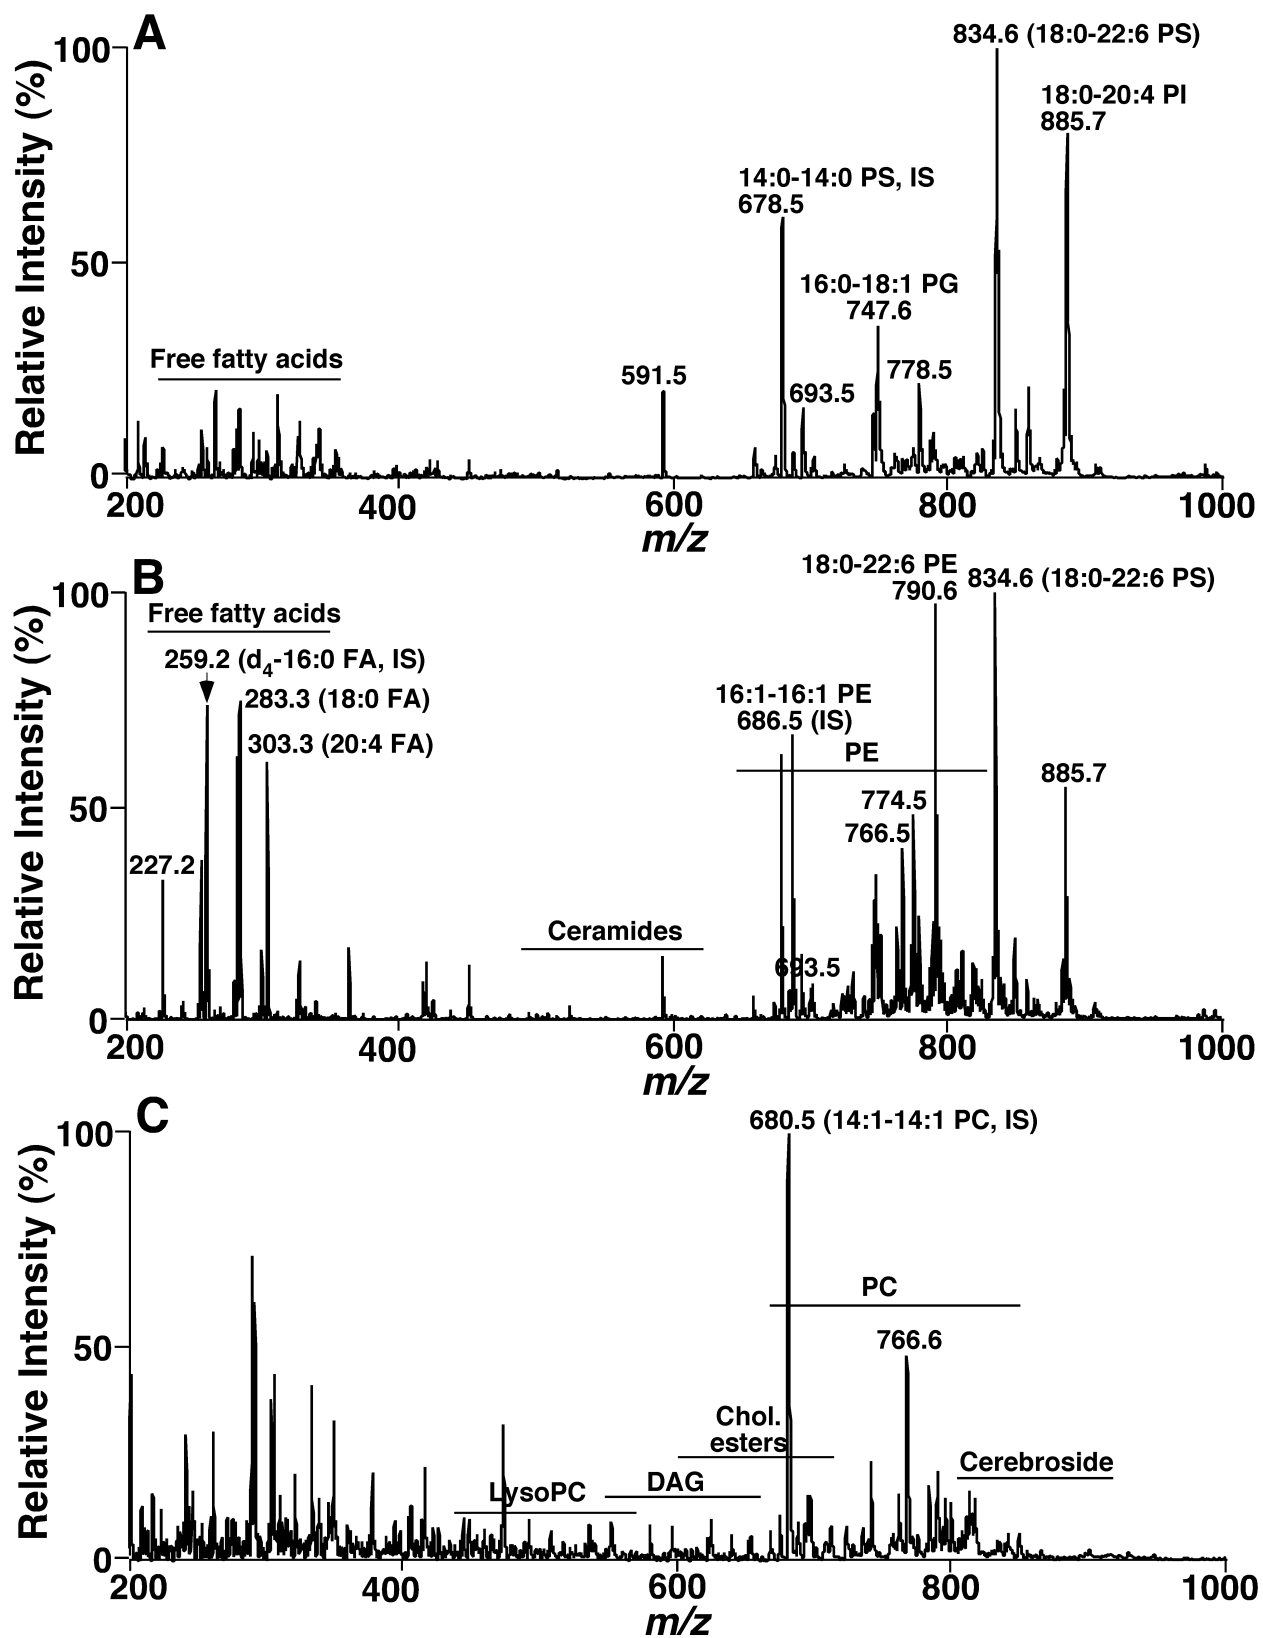 A
100
834.6 (18:0-22:6 PS)
18:0-20:4 PI
885.7
14:0-14:0 PS, IS
678.5
50
16:0-18:1 PG
747.6
Free fatty acids
591.5
778.5
693.5
0
200
400
600
800
1000
m/z
Relative Intensity (%)
B
18:0-22:6 PE
790.6
834.6 (18:0-22:6 PS)
100
Free fatty acids
259.2 (d4-16:0 FA, IS)
283.3 (18:0 FA)
16:1-16:1 PE
686.5 (IS)
303.3 (20:4 FA)
PE
885.7
50
774.5
766.5
227.2
Ceramides
693.5
0
200
400
600
800
1000
m/z
Relative Intensity (%)
C
100
680.5 (14:1-14:1 PC, IS)
PC
50
766.6
Chol.
esters
Cerebroside
DAG
LysoPC
0
200
400
600
800
1000
m/z
Relative Intensity (%)